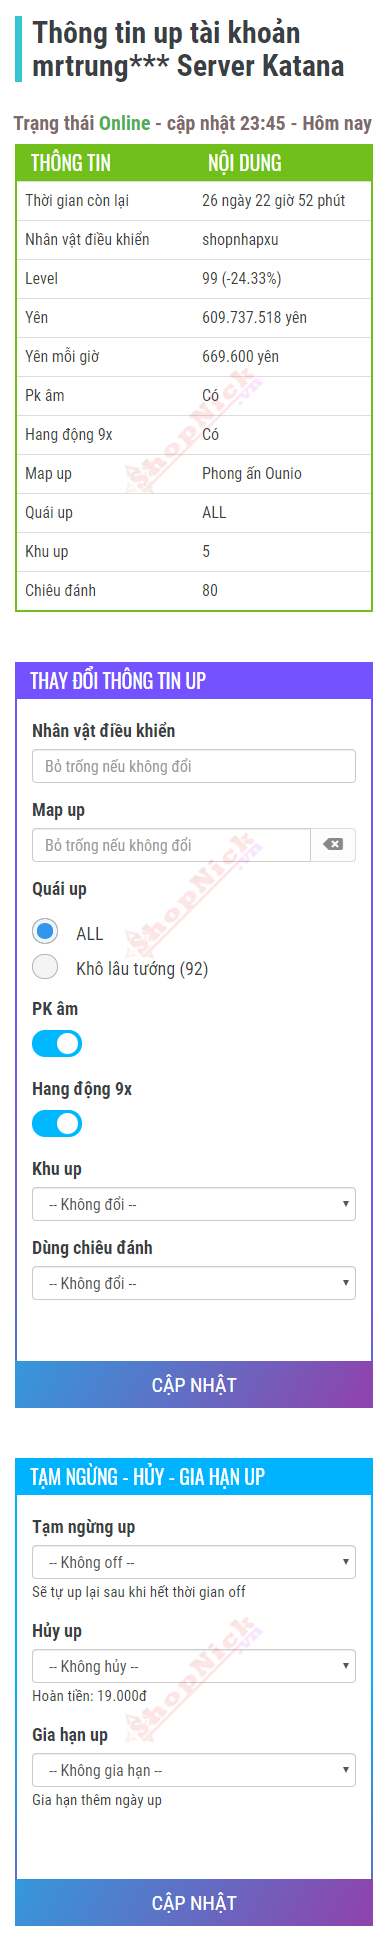 Thông tin up tài khoản
mrtrung*** Server Katana
Trạng thái Online - cập nhật 23:45 - Hôm nay
THÔNG TIN NỘI DUNG
Thời gian còn lại 26 ngày 22 giờ 52 phút
Nhân vật điều khiển shopnhapxu
Level 99 (-24.33%)
Yên 609.737.518 yên
Yên mỗi giờ 669.600 yên
Pk âm Có
Hang động 9x Có
Map up Phong ấn Ounio
Quái up ALL
Khu up 5
Chiêu đánh 80
ShopNick.vn
THAY ĐỔI THÔNG TIN UP
Nhân vật điều khiển
Bỏ trống nếu không đổi
Map up
Bỏ trống nếu không đổi
Quái up
ALL
Khô lâu tướng (92)
ShopNick.vn
PK âm
Hang động 9x
Khu up
-- Không đổi --
Dùng chiêu đánh
-- Không đổi --
CẬP NHẬT
TẠM NGỪNG - HỦY - GIA HẠN UP
Tạm ngừng up
-- Không off --
Sẽ tự up lại sau khi hết thời gian off
Hủy up
-- Không hủy --
Hoàn tiền: 19.000đ
ShopNick.vn
Gia hạn up
-- Không gia hạn --
Gia hạn thêm ngày up
CẬP NHẬT